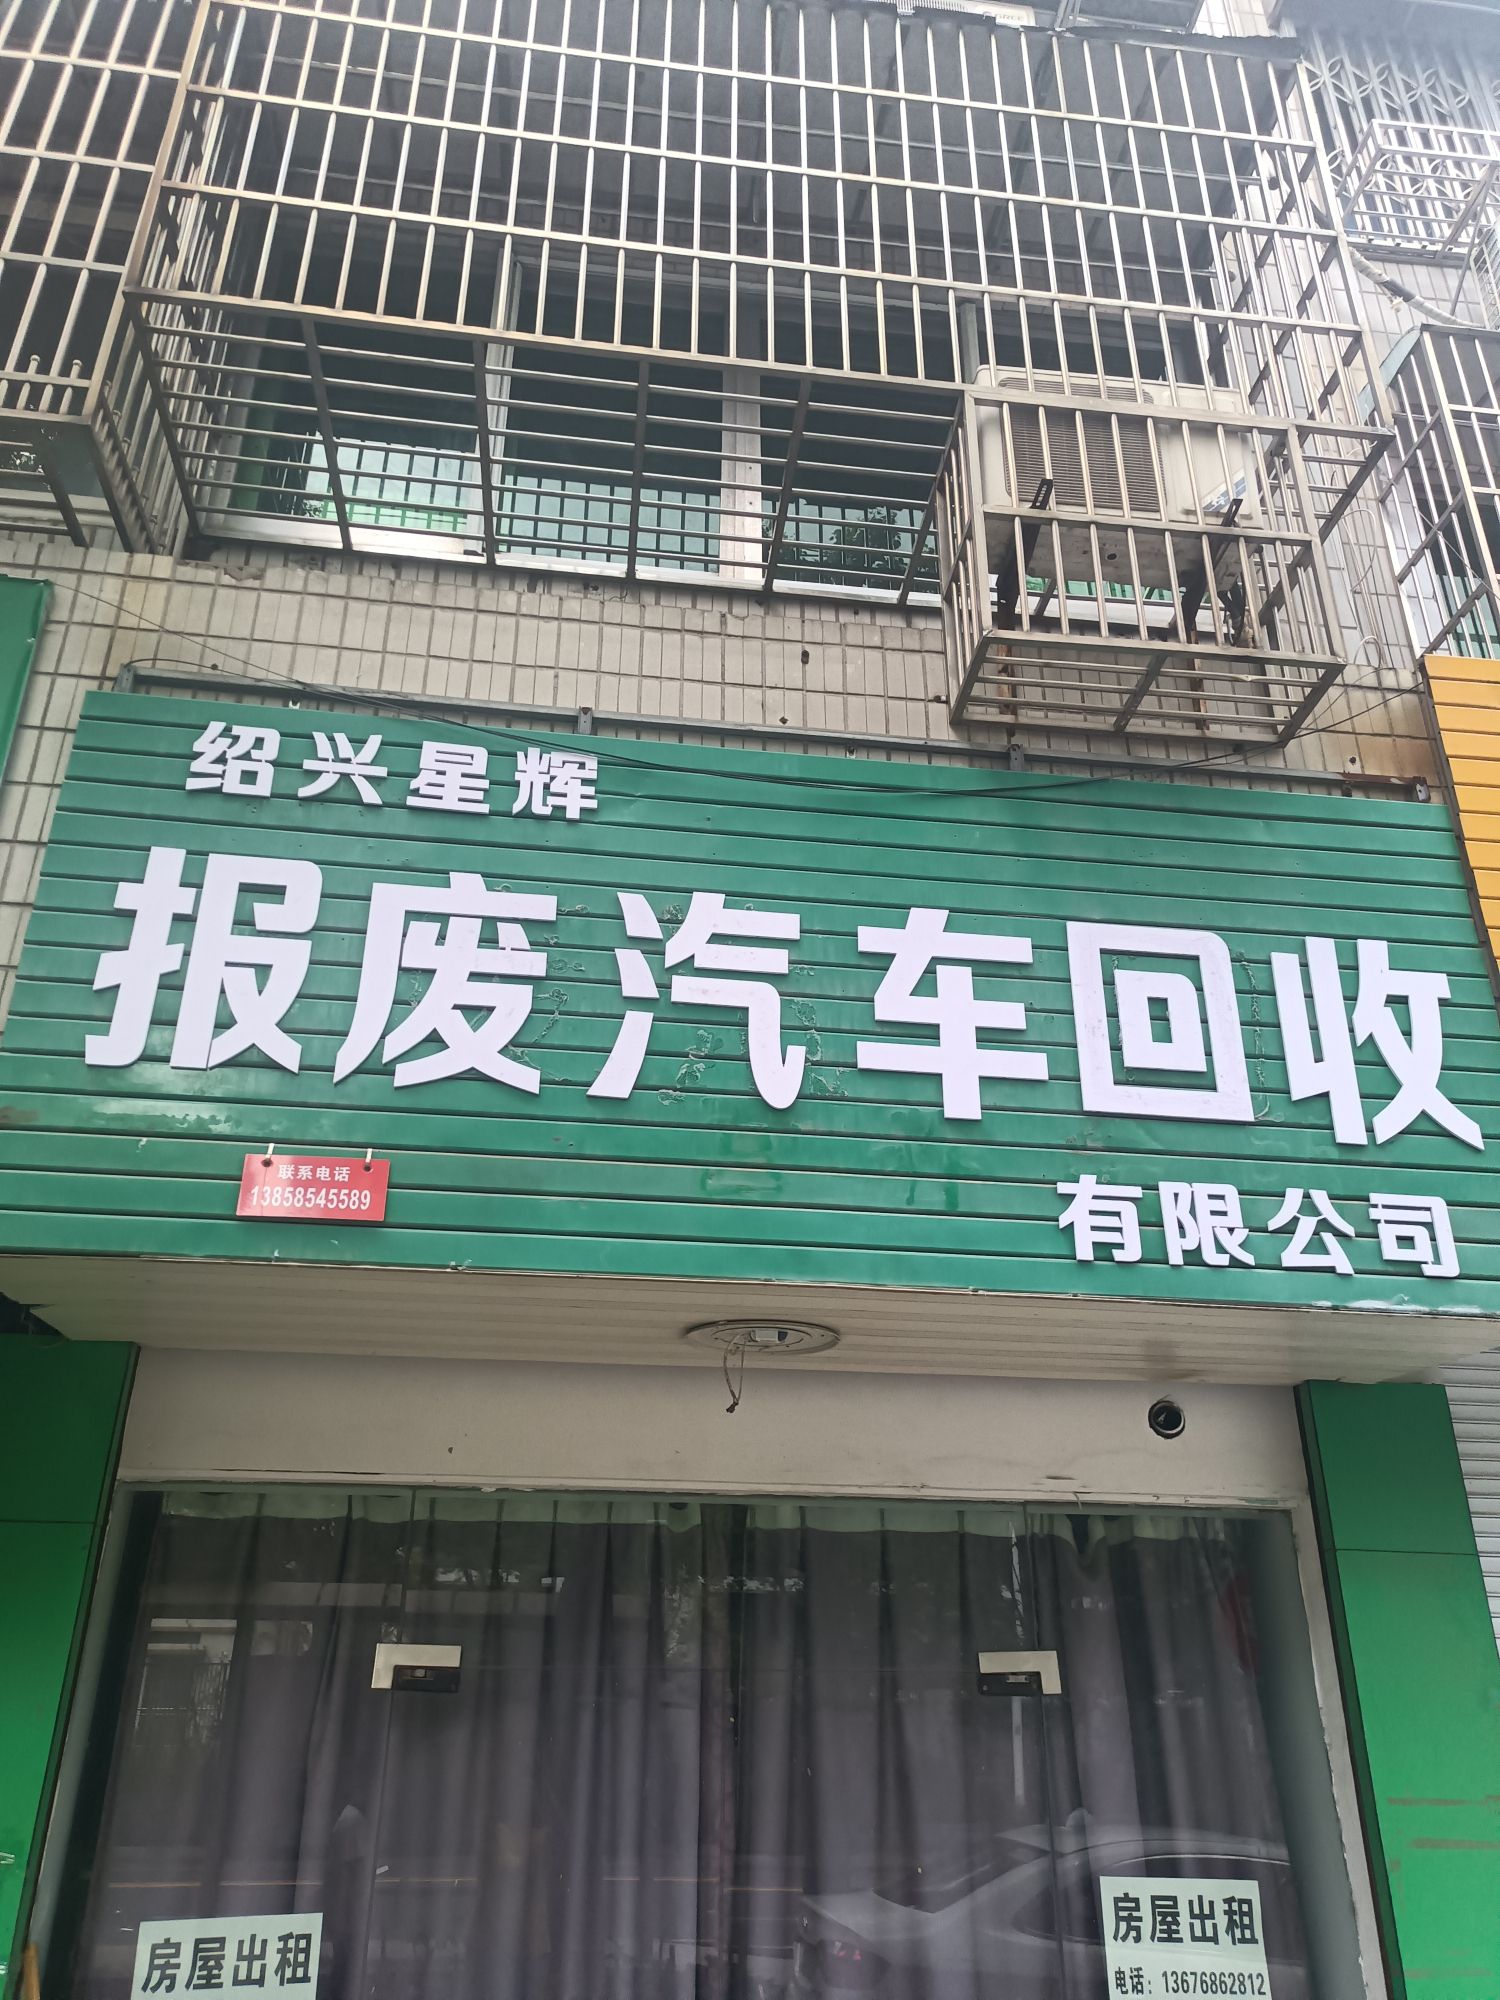 绍兴星辉
报废汽车回收
有限公司
联系电话
13858545589
房屋出租
房屋出租
电话：13676862812